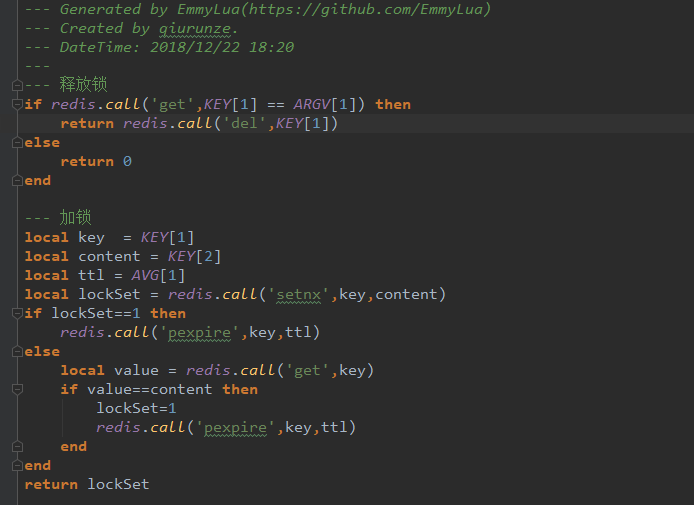 --- Generated by EmmyLua(https://github.com/EmmyLua)
--- Created by qiurunze.
--- DateTime: 2018/12/22 18:20
---
--- 释放锁
if redis.call('get',KEY[1] == ARGV[1]) then
    return redis.call('del',KEY[1])
else
    return 0
end

--- 加锁
local key  = KEY[1]
local content = KEY[2]
local ttl = AVG[1]
local lockSet = redis.call('setnx',key,content)
if lockSet==1 then
    redis.call('pexpire',key,ttl)
else
    local value = redis.call('get',key)
    if value==content then
        lockSet=1
        redis.call('pexpire',key,ttl)
    end
end
return lockSet